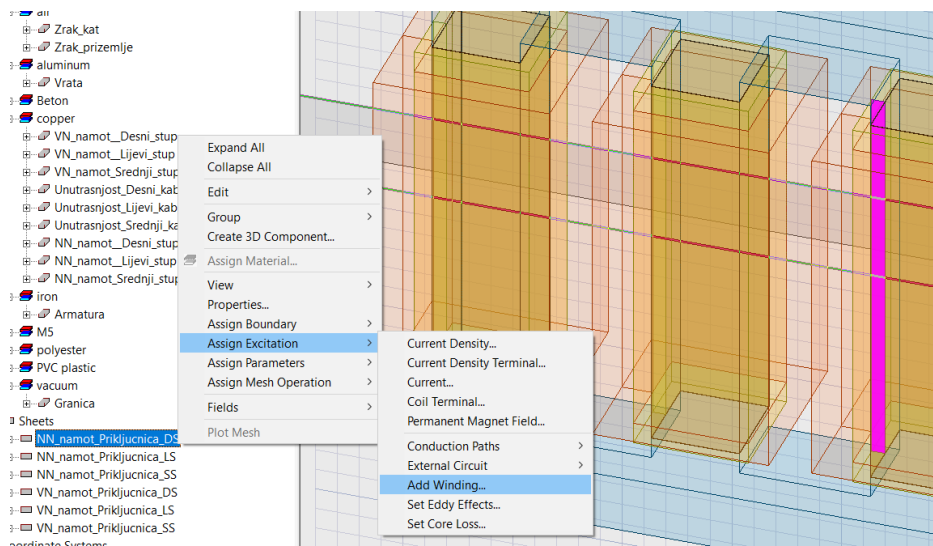 Zrak_kat
Zrak_prizemlje
aluminum
Vrata
Beton
copper
VN_namot__Desni_stup
VN_namot__Lijevi_stup
VN_namot_Srednji_stup
Unutrasnjost_Desni_kab
Unutrasnjost_Lijevi_kab
Unutrasnjost_Srednji_ka
NN_namot__Desni_stup
NN_namot__Lijevi_stup
NN_namot_Srednji_stup
iron
Armatura
M5
polyester
PVC plastic
vacuum
Granica
Sheets
NN_namot_Prikljucnica_DS
NN_namot_Prikljucnica_LS
NN_namot_Prikljucnica_SS
VN_namot_Prikljucnica_DS
VN_namot_Prikljucnica_LS
VN_namot_Prikljucnica_SS
Expand All
Collapse All
Edit
Group
Create 3D Component...
Assign Material...
View
Properties...
Assign Boundary
Assign Excitation
Assign Parameters
Assign Mesh Operation
Fields
Plot Mesh
Current Density...
Current Density Terminal...
Current...
Coil Terminal...
Permanent Magnet Field...
Conduction Paths
External Circuit
Add Winding...
Set Eddy Effects...
Set Core Loss...